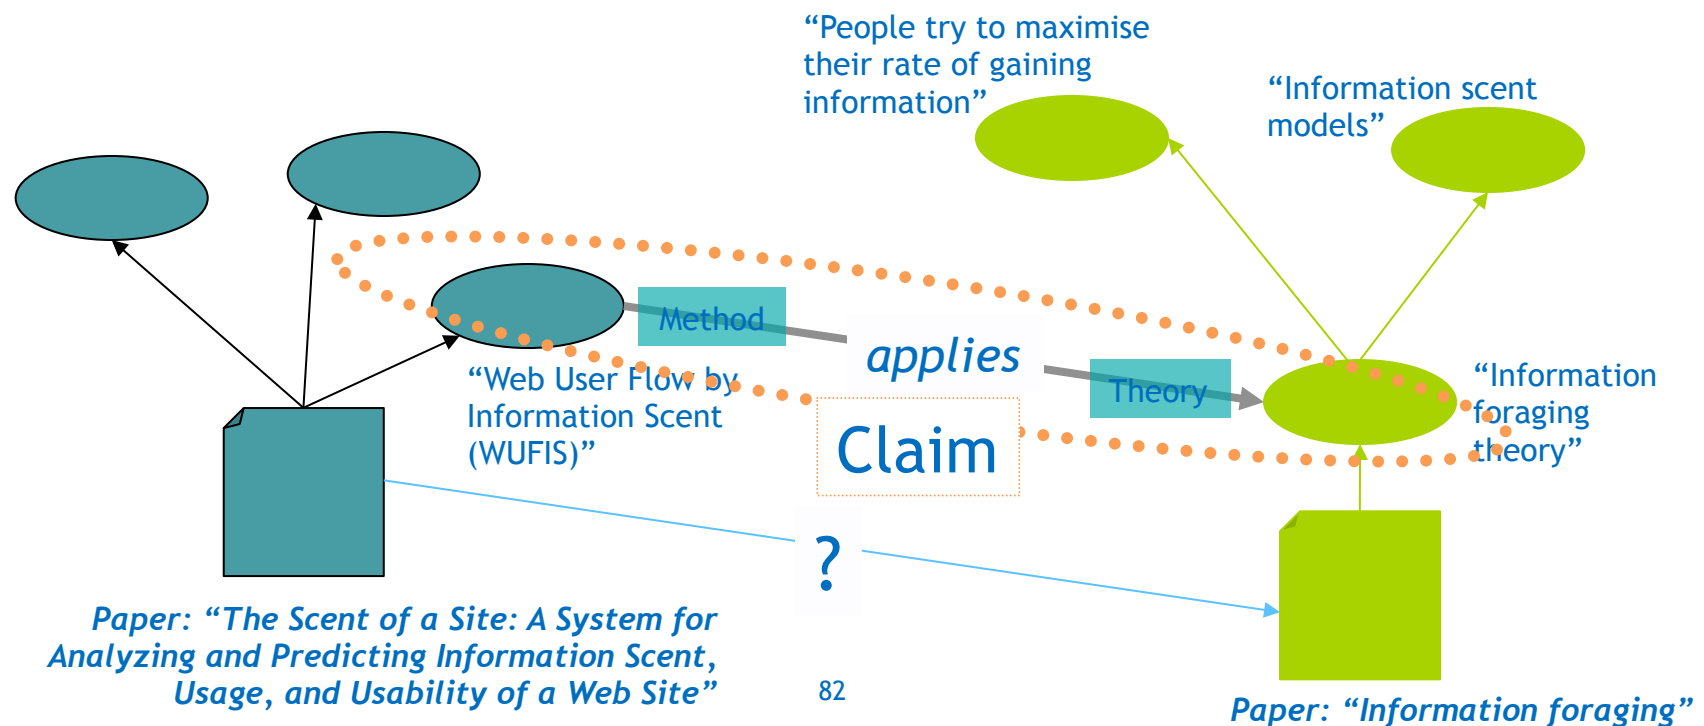 “People try to maximise
their rate of gaining
information”
“Information scent
models”
Method
applies
Theory
“Web User Flow by
Information Scent
(WUFIS)”
“Information
foraging
theory”
Claim
?
Paper: “The Scent of a Site: A System for
Analyzing and Predicting Information Scent,
Usage, and Usability of a Web Site”
82
Paper: “Information foraging”